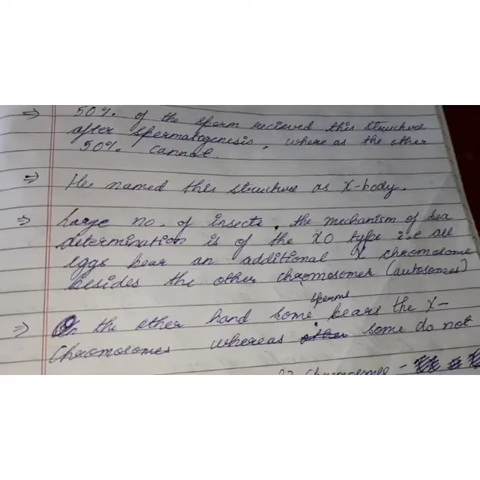 ⇒ 50% of the sperm recieved this structure
after spermatogenesis, where as the other
50% cannot.
⇒ He named this structure as X-body.
⇒ Large no. of insects, the mechanism of sex
determination is of the XO type i.e all
eggs bear an additional X chromosome
besides the other chromosomes (autosomes)
⇒ On the other hand some sperms bears the X-
Chromosomes whereas some do not
Chromosomes -